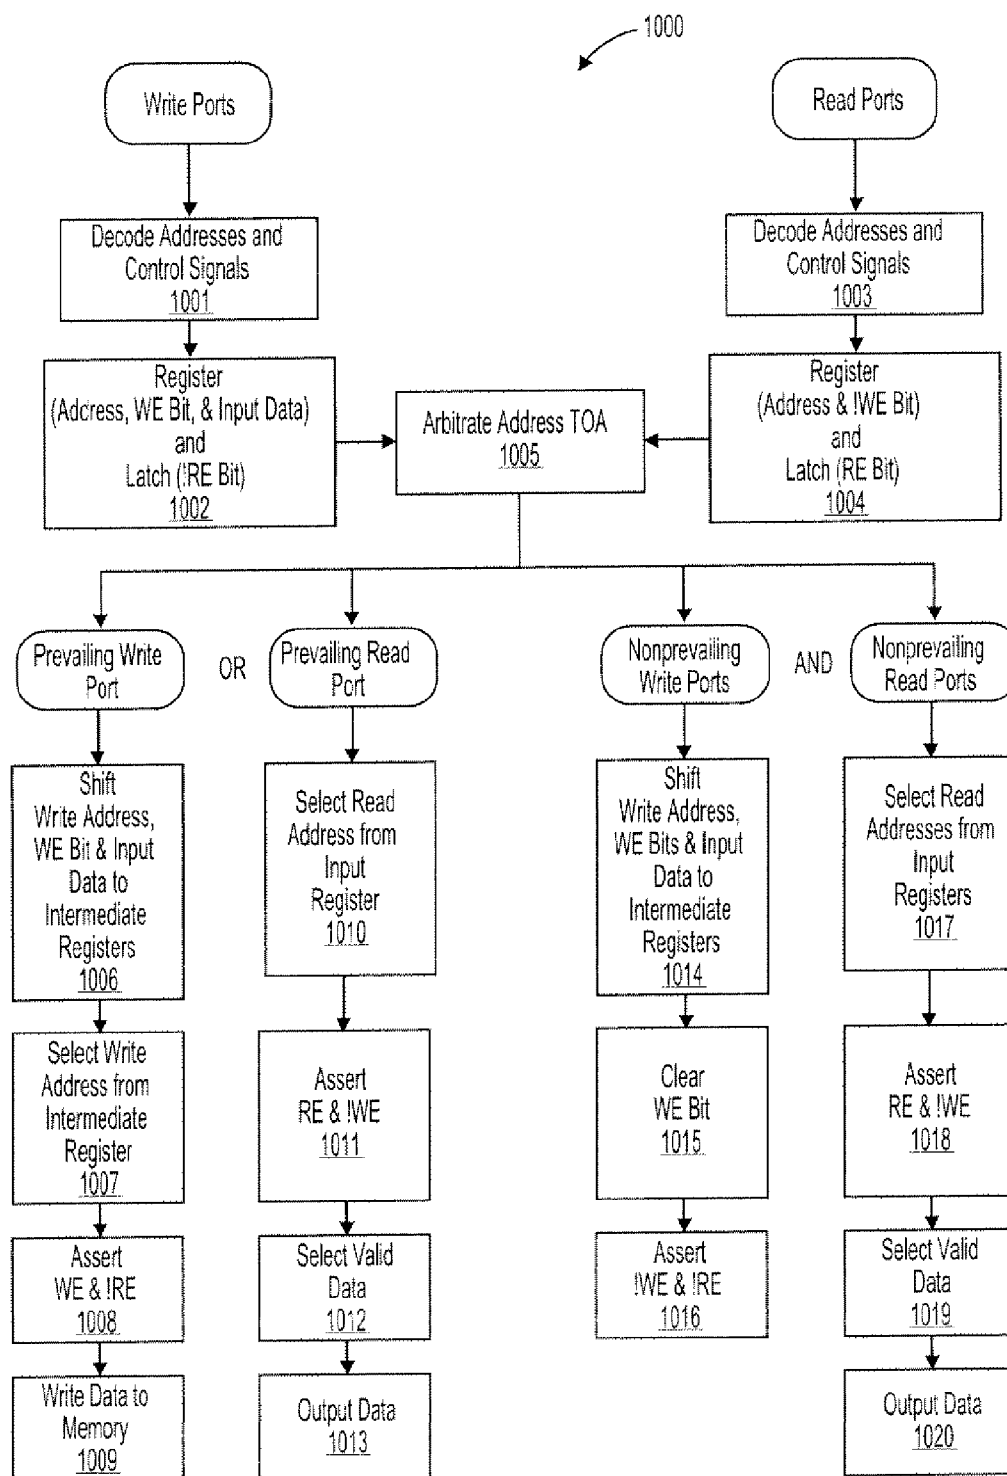 1000
Write Ports
Read Ports
Decode Addresses and
Control Signals
1001
Decode Addresses and
Control Signals
1003
Register
(Address, WE Bit, & Input Data)
and
Latch (!RE Bit)
1002
Arbitrate Address TOA
1005
Register
(Address & !WE Bit)
and
Latch (RE Bit)
1004
Prevailing Write
Port
OR
Prevailing Read
Port
Nonprevailing
Write Ports
AND
Nonprevailing
Read Ports
Shift
Write Address,
WE Bit & Input
Data to
Intermediate
Registers
1006
Select Read
Address from
Input
Register
1010
Shift
Write Address,
WE Bits & Input
Data to
Intermediate
Registers
1014
Select Read
Addresses from
Input
Registers
1017
Select Write
Address from
Intermediate
Register
1007
Assert
RE & !WE
1011
Clear
WE Bit
1015
Assert
RE & !WE
1018
Assert
WE & !RE
1008
Select Valid
Data
1012
Assert
!WE & !RE
1016
Select Valid
Data
1019
Write Data to
Memory
1009
Output Data
1013
Output Data
1020